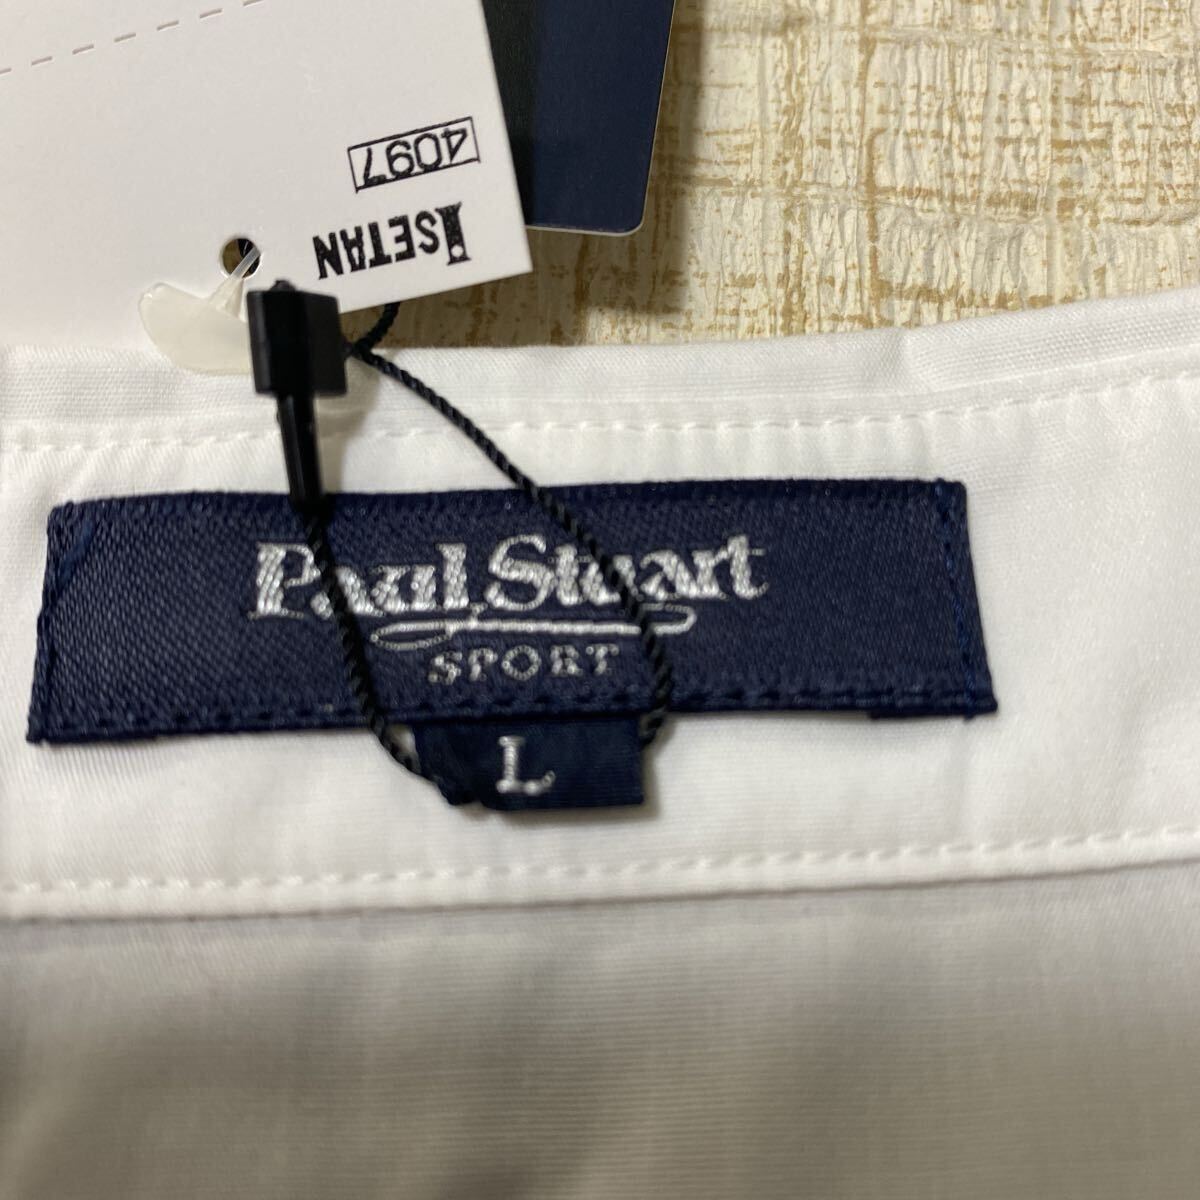 4097
ISETAN
Paul Stuart
SPORT
L